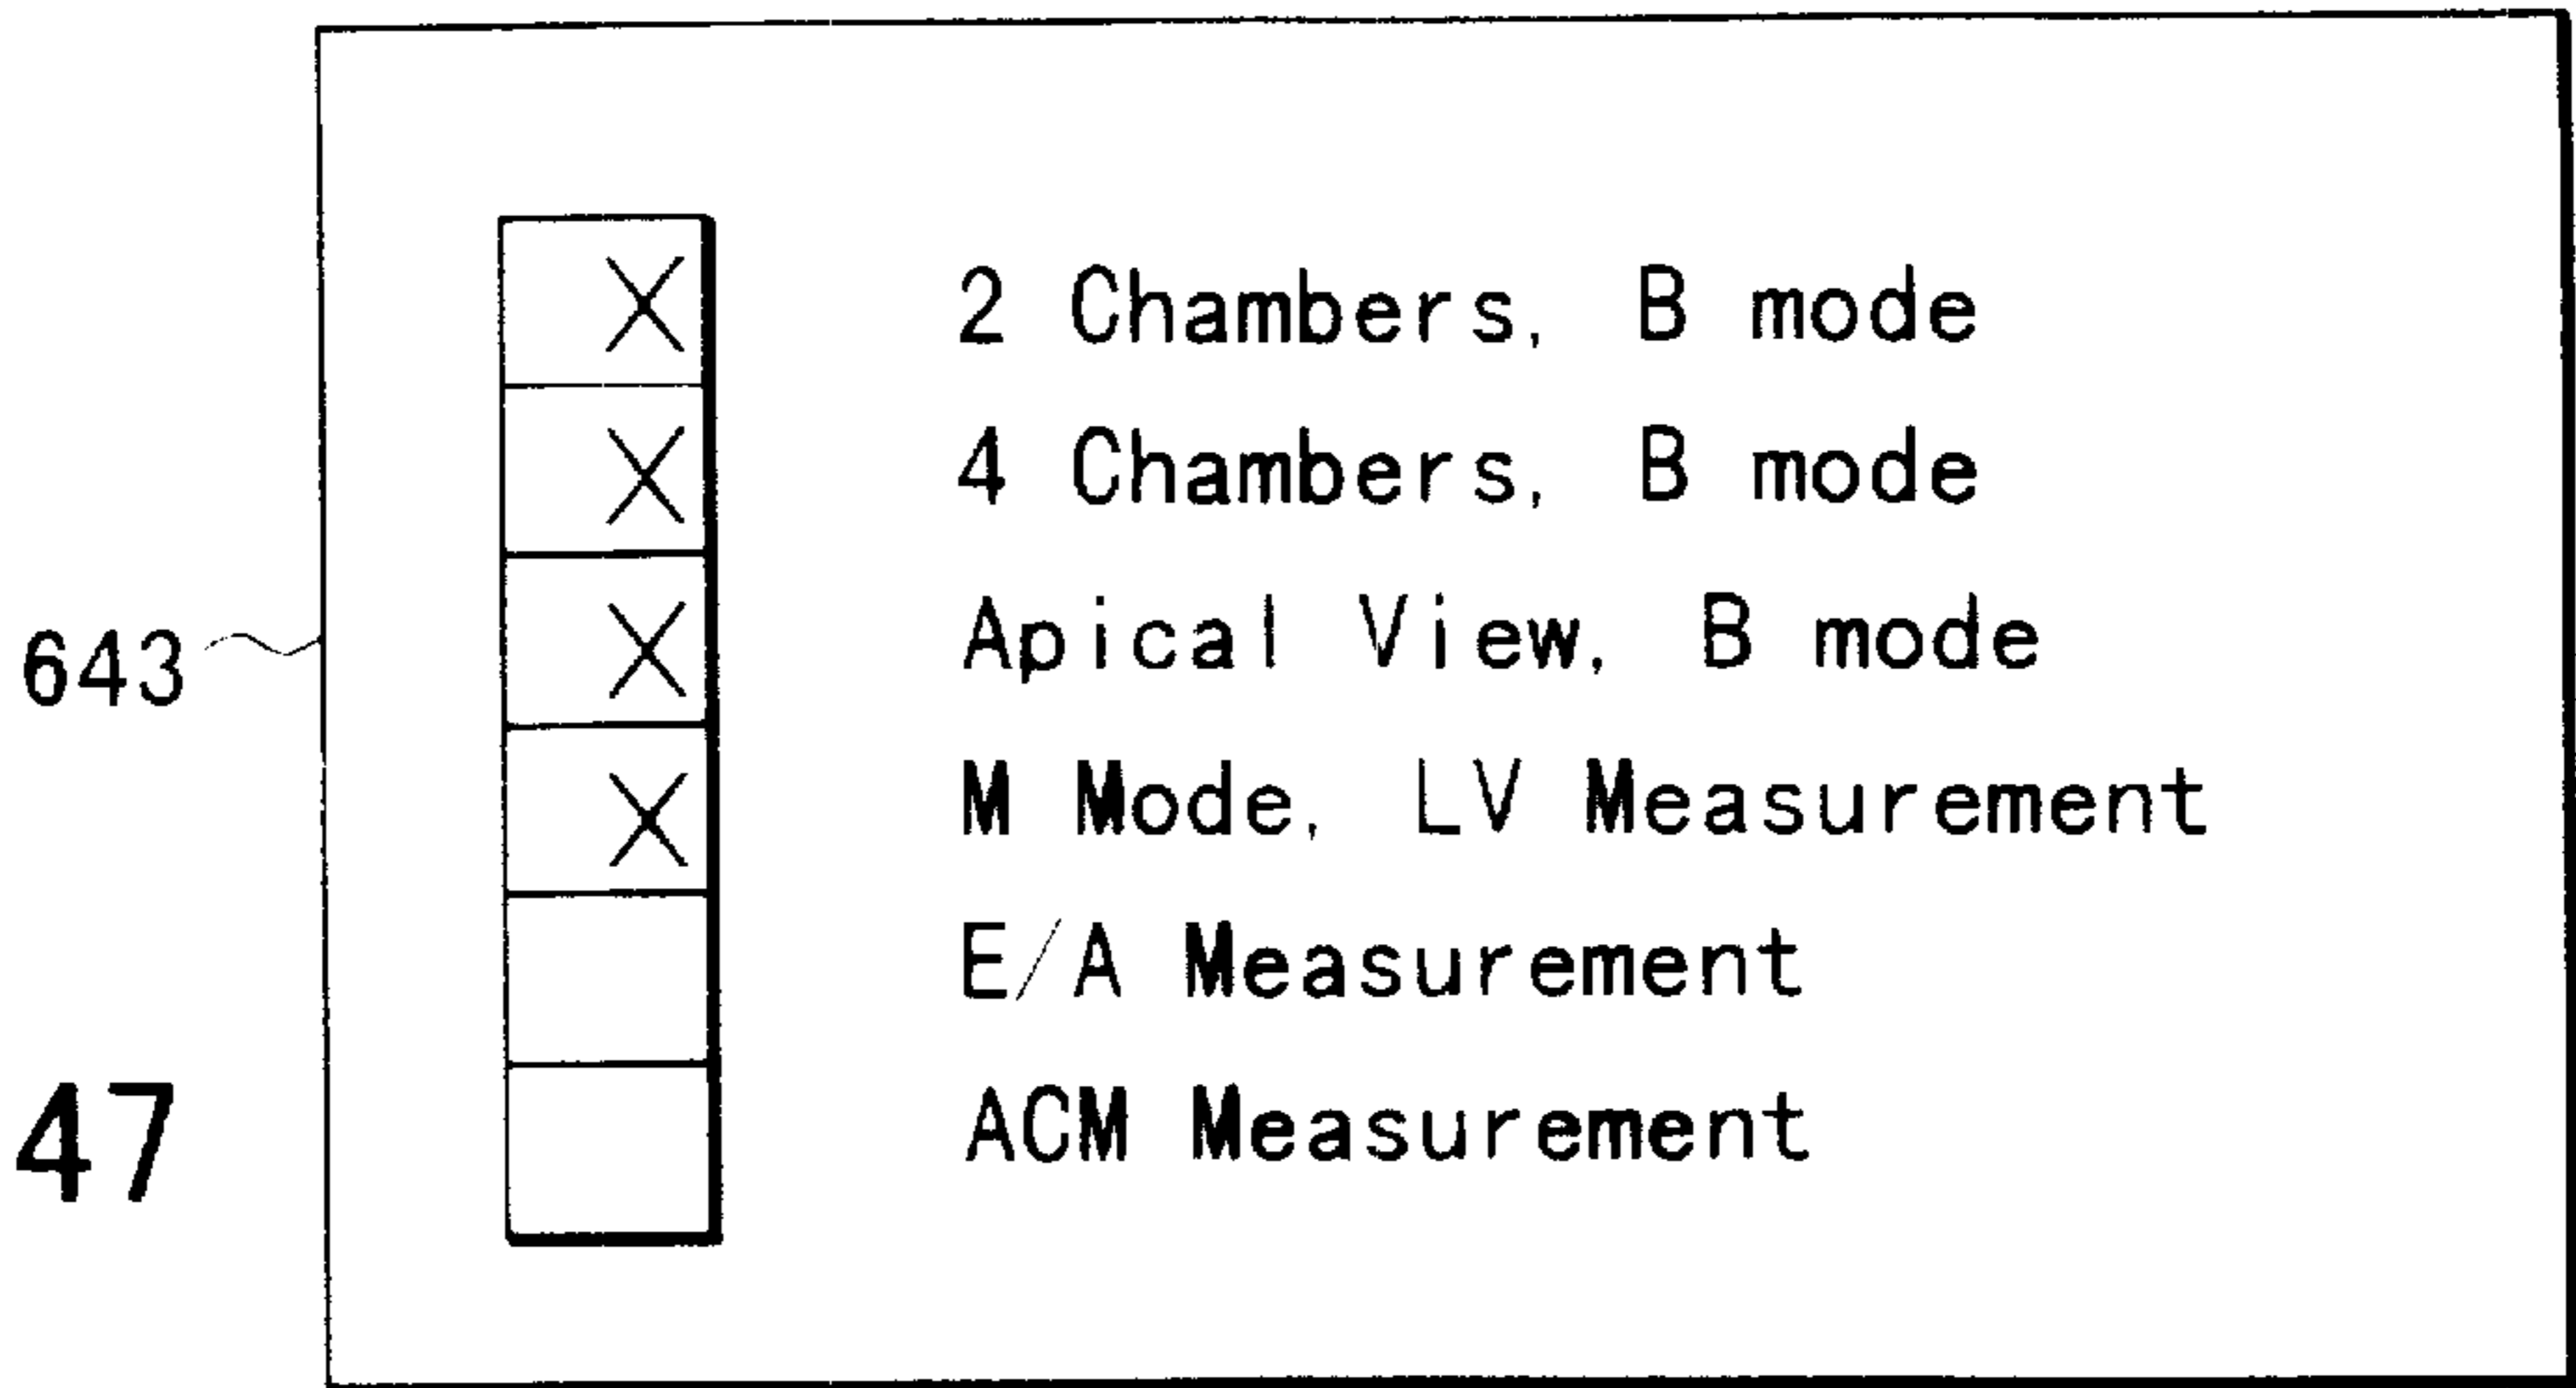 X 2 Chambers, B mode
X 4 Chambers, B mode
X Apical View, B mode
643
X M Mode, LV Measurement
E/A Measurement
47
ACM Measurement